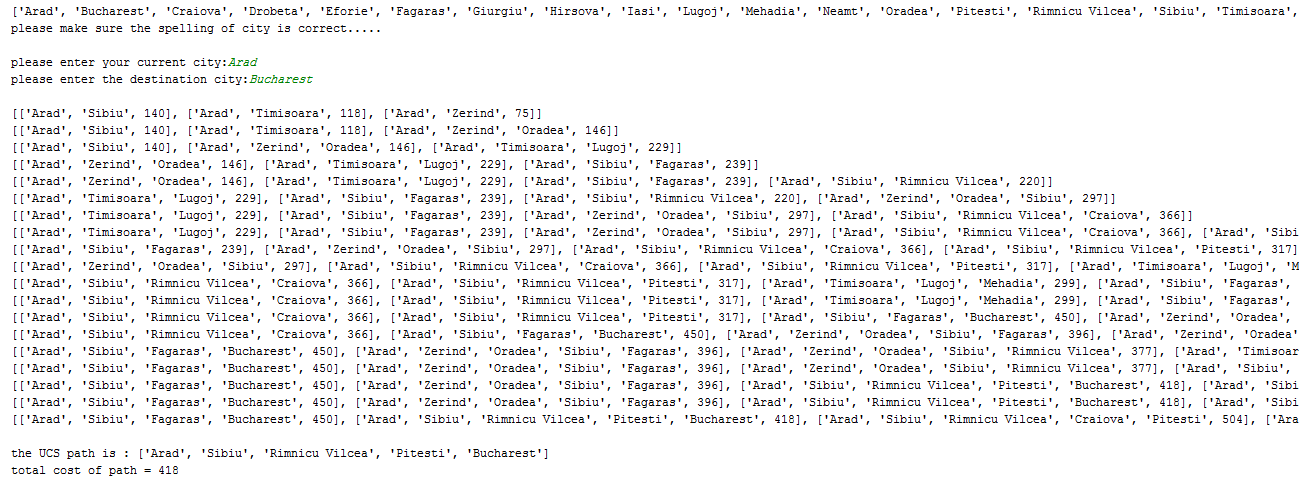 ['Arad', 'Bucharest', 'Craiova', 'Drobeta', 'Eforie', 'Fagaras', 'Giurgiu', 'Hirsova', 'Iasi', 'Lugoj', 'Mehadia', 'Neamt', 'Oradea', 'Pitesti', 'Rimnicu Vilcea', 'Sibiu', 'Timisoara',
please make sure the spelling of city is correct.....
please enter your current city:Arad
please enter the destination city:Bucharest
[['Arad', 'Sibiu', 140], ['Arad', 'Timisoara', 118], ['Arad', 'Zerind', 75]]
[['Arad', 'Sibiu', 140], ['Arad', 'Timisoara', 118], ['Arad', 'Zerind', 'Oradea', 146]]
[['Arad', 'Sibiu', 140], ['Arad', 'Zerind', 'Oradea', 146], ['Arad', 'Timisoara', 'Lugoj', 229]]
[['Arad', 'Zerind', 'Oradea', 146], ['Arad', 'Timisoara', 'Lugoj', 229], ['Arad', 'Sibiu', 'Fagaras', 239]]
[['Arad', 'Zerind', 'Oradea', 146], ['Arad', 'Timisoara', 'Lugoj', 229], ['Arad', 'Sibiu', 'Fagaras', 239], ['Arad', 'Sibiu', 'Rimnicu Vilcea', 220]]
[['Arad', 'Timisoara', 'Lugoj', 229], ['Arad', 'Sibiu', 'Fagaras', 239], ['Arad', 'Sibiu', 'Rimnicu Vilcea', 220], ['Arad', 'Zerind', 'Oradea', 'Sibiu', 297]]
[['Arad', 'Timisoara', 'Lugoj', 229], ['Arad', 'Sibiu', 'Fagaras', 239], ['Arad', 'Zerind', 'Oradea', 'Sibiu', 297], ['Arad', 'Sibiu', 'Rimnicu Vilcea', 'Craiova', 366]]
[['Arad', 'Timisoara', 'Lugoj', 229], ['Arad', 'Sibiu', 'Fagaras', 239], ['Arad', 'Zerind', 'Oradea', 'Sibiu', 297], ['Arad', 'Sibiu', 'Rimnicu Vilcea', 'Craiova', 366], ['Arad', 'Sibi
[['Arad', 'Sibiu', 'Fagaras', 239], ['Arad', 'Zerind', 'Oradea', 'Sibiu', 297], ['Arad', 'Sibiu', 'Rimnicu Vilcea', 'Craiova', 366], ['Arad', 'Sibiu', 'Rimnicu Vilcea', 'Pitesti', 317]
[['Arad', 'Zerind', 'Oradea', 'Sibiu', 297], ['Arad', 'Sibiu', 'Rimnicu Vilcea', 'Craiova', 366], ['Arad', 'Sibiu', 'Rimnicu Vilcea', 'Pitesti', 317], ['Arad', 'Timisoara', 'Lugoj', 'M
[['Arad', 'Sibiu', 'Rimnicu Vilcea', 'Craiova', 366], ['Arad', 'Sibiu', 'Rimnicu Vilcea', 'Pitesti', 317], ['Arad', 'Timisoara', 'Lugoj', 'Mehadia', 299], ['Arad', 'Sibiu', 'Fagaras',
[['Arad', 'Sibiu', 'Rimnicu Vilcea', 'Craiova', 366], ['Arad', 'Sibiu', 'Rimnicu Vilcea', 'Pitesti', 317], ['Arad', 'Timisoara', 'Lugoj', 'Mehadia', 299], ['Arad', 'Sibiu', 'Fagaras',
[['Arad', 'Sibiu', 'Rimnicu Vilcea', 'Craiova', 366], ['Arad', 'Sibiu', 'Rimnicu Vilcea', 'Pitesti', 317], ['Arad', 'Sibiu', 'Fagaras', 'Bucharest', 450], ['Arad', 'Zerind', 'Oradea',
[['Arad', 'Sibiu', 'Rimnicu Vilcea', 'Craiova', 366], ['Arad', 'Sibiu', 'Fagaras', 'Bucharest', 450], ['Arad', 'Zerind', 'Oradea', 'Sibiu', 'Fagaras', 396], ['Arad', 'Zerind', 'Oradea'
[['Arad', 'Sibiu', 'Fagaras', 'Bucharest', 450], ['Arad', 'Zerind', 'Oradea', 'Sibiu', 'Fagaras', 396], ['Arad', 'Zerind', 'Oradea', 'Sibiu', 'Rimnicu Vilcea', 377], ['Arad', 'Timisoar
[['Arad', 'Sibiu', 'Fagaras', 'Bucharest', 450], ['Arad', 'Zerind', 'Oradea', 'Sibiu', 'Fagaras', 396], ['Arad', 'Zerind', 'Oradea', 'Sibiu', 'Rimnicu Vilcea', 377], ['Arad', 'Sibiu',
[['Arad', 'Sibiu', 'Fagaras', 'Bucharest', 450], ['Arad', 'Zerind', 'Oradea', 'Sibiu', 'Fagaras', 396], ['Arad', 'Sibiu', 'Rimnicu Vilcea', 'Pitesti', 'Bucharest', 418], ['Arad', 'Sibi
[['Arad', 'Sibiu', 'Fagaras', 'Bucharest', 450], ['Arad', 'Zerind', 'Oradea', 'Sibiu', 'Fagaras', 396], ['Arad', 'Sibiu', 'Rimnicu Vilcea', 'Pitesti', 'Bucharest', 418], ['Arad', 'Sibi
[['Arad', 'Sibiu', 'Fagaras', 'Bucharest', 450], ['Arad', 'Sibiu', 'Rimnicu Vilcea', 'Pitesti', 'Bucharest', 418], ['Arad', 'Sibiu', 'Rimnicu Vilcea', 'Craiova', 'Pitesti', 504], ['Ara
the UCS path is : ['Arad', 'Sibiu', 'Rimnicu Vilcea', 'Pitesti', 'Bucharest']
total cost of path = 418